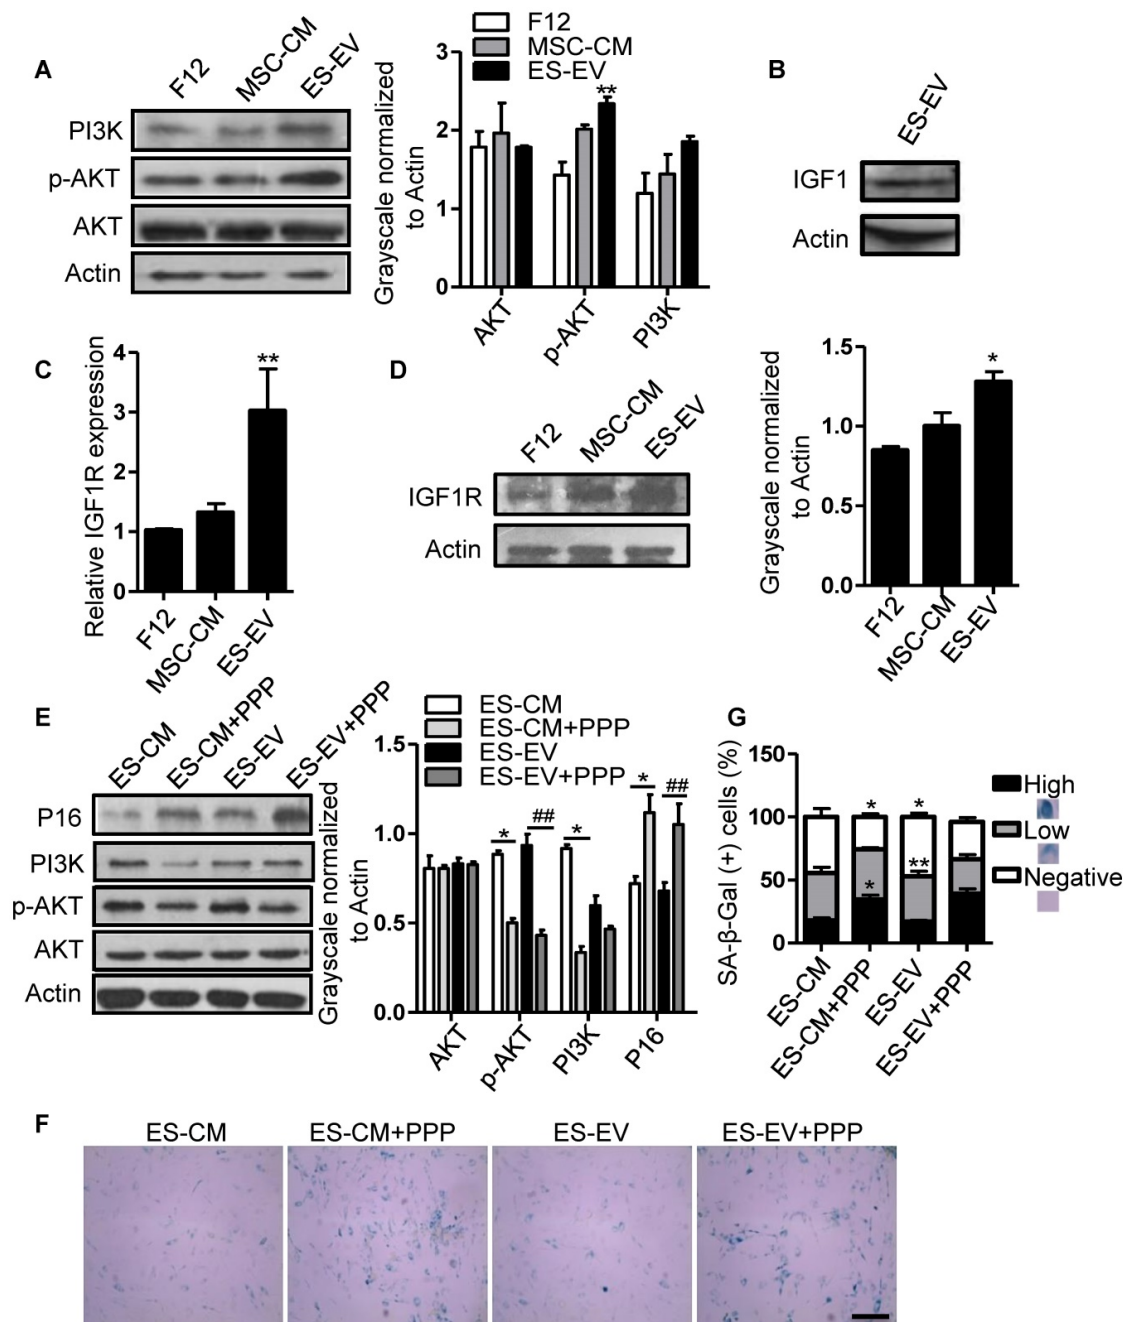 A
F12
MSC-CM
ES-EV
PI3K
p-AKT
AKT
Actin
F12
MSC-CM
ES-EV
Grayscale normalized
to Actin
3
2
1
0
**
AKT
p-AKT
PI3K
B
ES-EV
IGF1
Actin
C
Relative IGF1R expression
4
3
2
1
0
**
F12
MSC-CM
ES-EV
D
F12
MSC-CM
ES-EV
IGF1R
Actin
Grayscale normalized
to Actin
1.5
1.0
0.5
0.0
*
F12
MSC-CM
ES-EV
E
ES-CM
ES-CM+PPP
ES-EV
ES-EV+PPP
P16
PI3K
p-AKT
AKT
Actin
ES-CM
ES-CM+PPP
ES-EV
ES-EV+PPP
Grayscale normalized
to Actin
1.5
1.0
0.5
0.0
* ## * * ##
AKT
p-AKT
PI3K
P16
G
SA-β-Gal (+) cells (%)
150
100
50
0
* *
**
*
High
Low
Negative
ES-CM
ES-CM+PPP
ES-EV
ES-EV+PPP
F
ES-CM
ES-CM+PPP
ES-EV
ES-EV+PPP